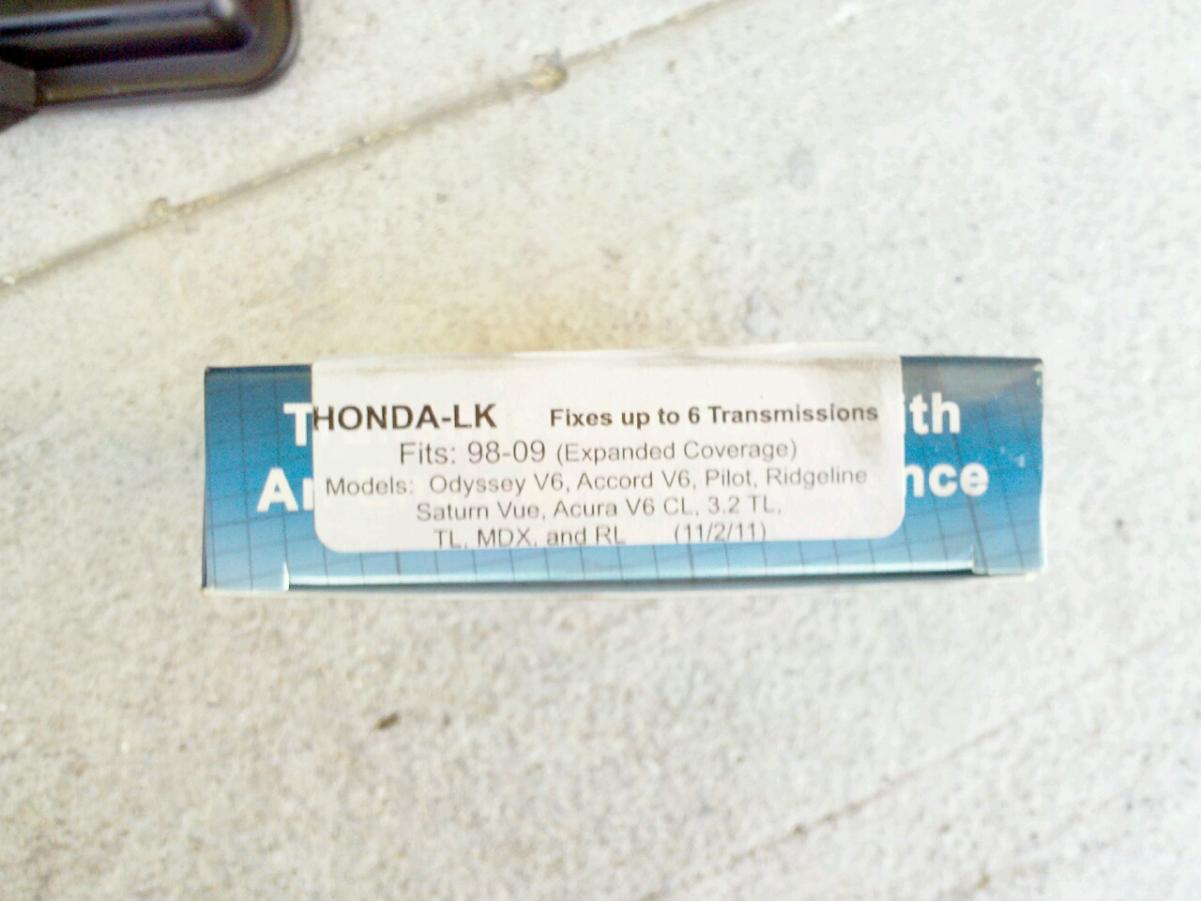 HONDA-LK Fixes up to 6 Transmissions
Fits: 98-09 (Expanded Coverage)
Models: Odyssey V6, Accord V6, Pilot, Ridgeline
Saturn Vue, Acura V6 CL, 3.2 TL,
TL, MDX, and RL (11/2/11)